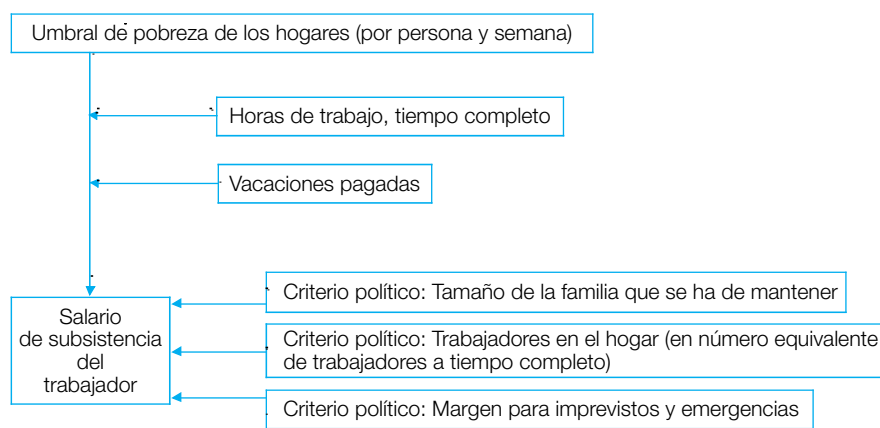 Umbral de pobreza de los hogares (por persona y semana)
Horas de trabajo, tiempo completo
Vacaciones pagadas
Salario
de subsistencia
del
trabajador
Criterio político: Tamaño de la familia que se ha de mantener
Criterio político: Trabajadores en el hogar (en número equivalente
de trabajadores a tiempo completo)
Criterio político: Margen para imprevistos y emergencias